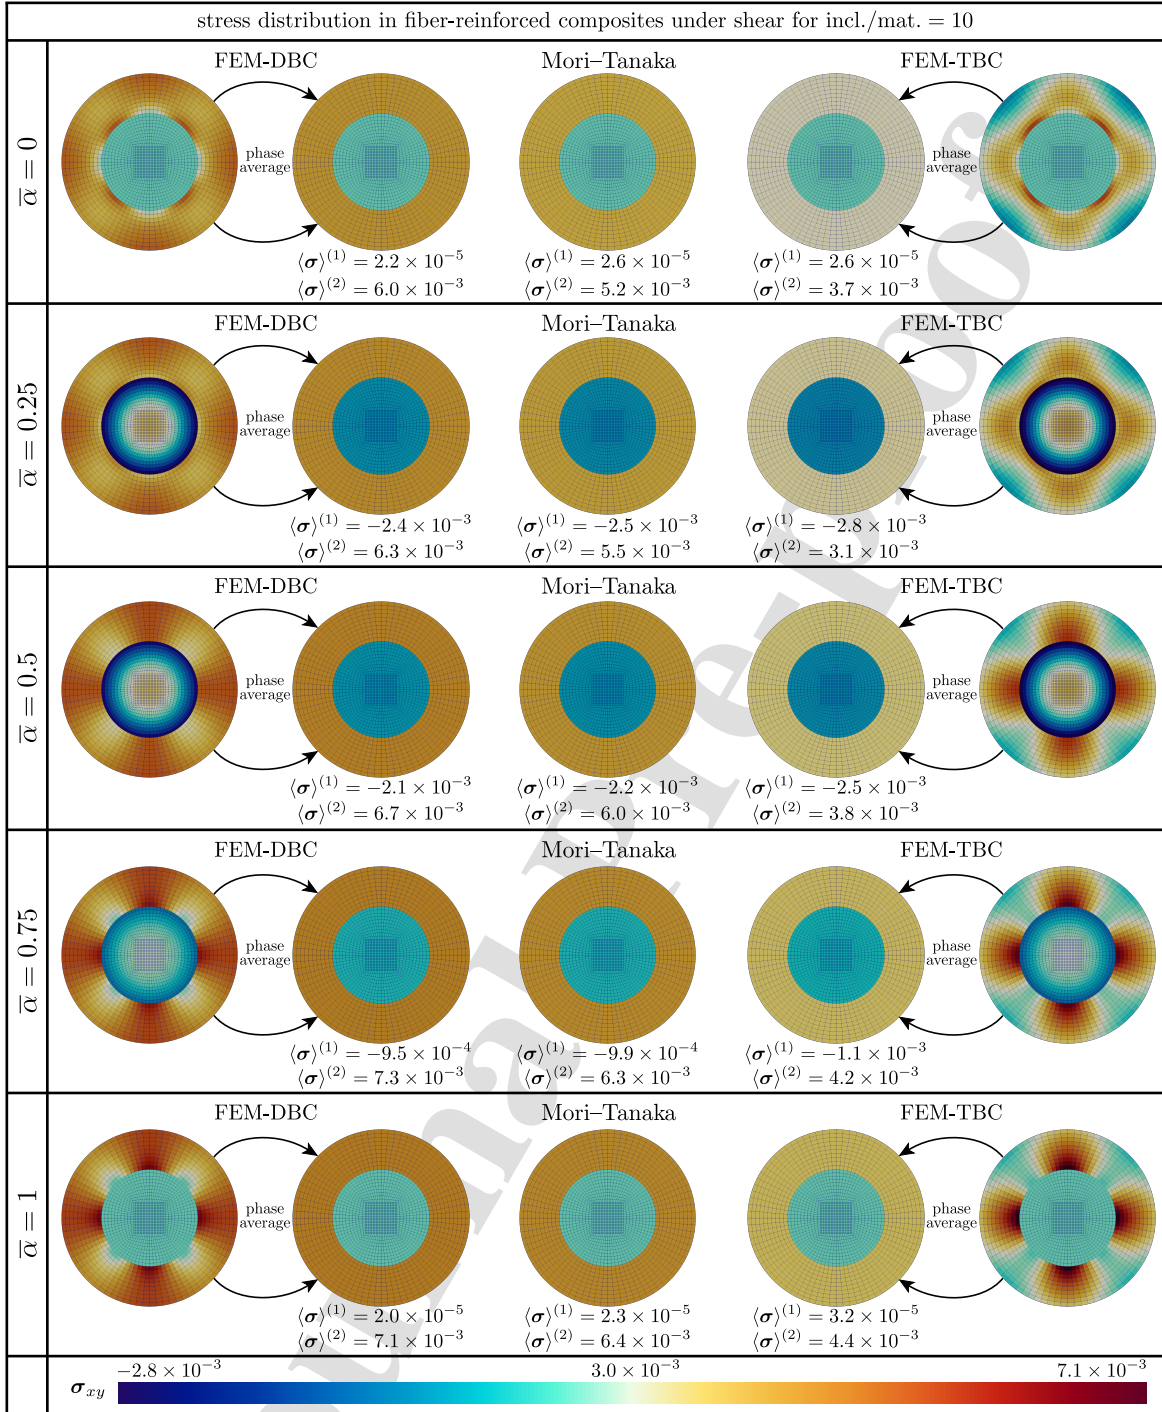 stress distribution in fiber-reinforced composites under shear for incl./mat. = 10
α̅ = 0
FEM-DBC
Mori–Tanaka
FEM-TBC
phase
average
phase
average
⟨σ⟩⁽¹⁾ = 2.2 × 10⁻⁵
⟨σ⟩⁽²⁾ = 6.0 × 10⁻³
⟨σ⟩⁽¹⁾ = 2.6 × 10⁻⁵
⟨σ⟩⁽²⁾ = 5.2 × 10⁻³
⟨σ⟩⁽¹⁾ = 2.6 × 10⁻⁵
⟨σ⟩⁽²⁾ = 3.7 × 10⁻³
α̅ = 0.25
FEM-DBC
Mori–Tanaka
FEM-TBC
phase
average
phase
average
⟨σ⟩⁽¹⁾ = −2.4 × 10⁻³
⟨σ⟩⁽²⁾ = 6.3 × 10⁻³
⟨σ⟩⁽¹⁾ = −2.5 × 10⁻³
⟨σ⟩⁽²⁾ = 5.5 × 10⁻³
⟨σ⟩⁽¹⁾ = −2.8 × 10⁻³
⟨σ⟩⁽²⁾ = 3.1 × 10⁻³
α̅ = 0.5
FEM-DBC
Mori–Tanaka
FEM-TBC
phase
average
phase
average
⟨σ⟩⁽¹⁾ = −2.1 × 10⁻³
⟨σ⟩⁽²⁾ = 6.7 × 10⁻³
⟨σ⟩⁽¹⁾ = −2.2 × 10⁻³
⟨σ⟩⁽²⁾ = 6.0 × 10⁻³
⟨σ⟩⁽¹⁾ = −2.5 × 10⁻³
⟨σ⟩⁽²⁾ = 3.8 × 10⁻³
α̅ = 0.75
FEM-DBC
Mori–Tanaka
FEM-TBC
phase
average
phase
average
⟨σ⟩⁽¹⁾ = −9.5 × 10⁻⁴
⟨σ⟩⁽²⁾ = 7.3 × 10⁻³
⟨σ⟩⁽¹⁾ = −9.9 × 10⁻⁴
⟨σ⟩⁽²⁾ = 6.3 × 10⁻³
⟨σ⟩⁽¹⁾ = −1.1 × 10⁻³
⟨σ⟩⁽²⁾ = 4.2 × 10⁻³
α̅ = 1
FEM-DBC
Mori–Tanaka
FEM-TBC
phase
average
phase
average
⟨σ⟩⁽¹⁾ = 2.0 × 10⁻⁵
⟨σ⟩⁽²⁾ = 7.1 × 10⁻³
⟨σ⟩⁽¹⁾ = 2.3 × 10⁻⁵
⟨σ⟩⁽²⁾ = 6.4 × 10⁻³
⟨σ⟩⁽¹⁾ = 3.2 × 10⁻⁵
⟨σ⟩⁽²⁾ = 4.4 × 10⁻³
σxy
−2.8 × 10⁻³
3.0 × 10⁻³
7.1 × 10⁻³